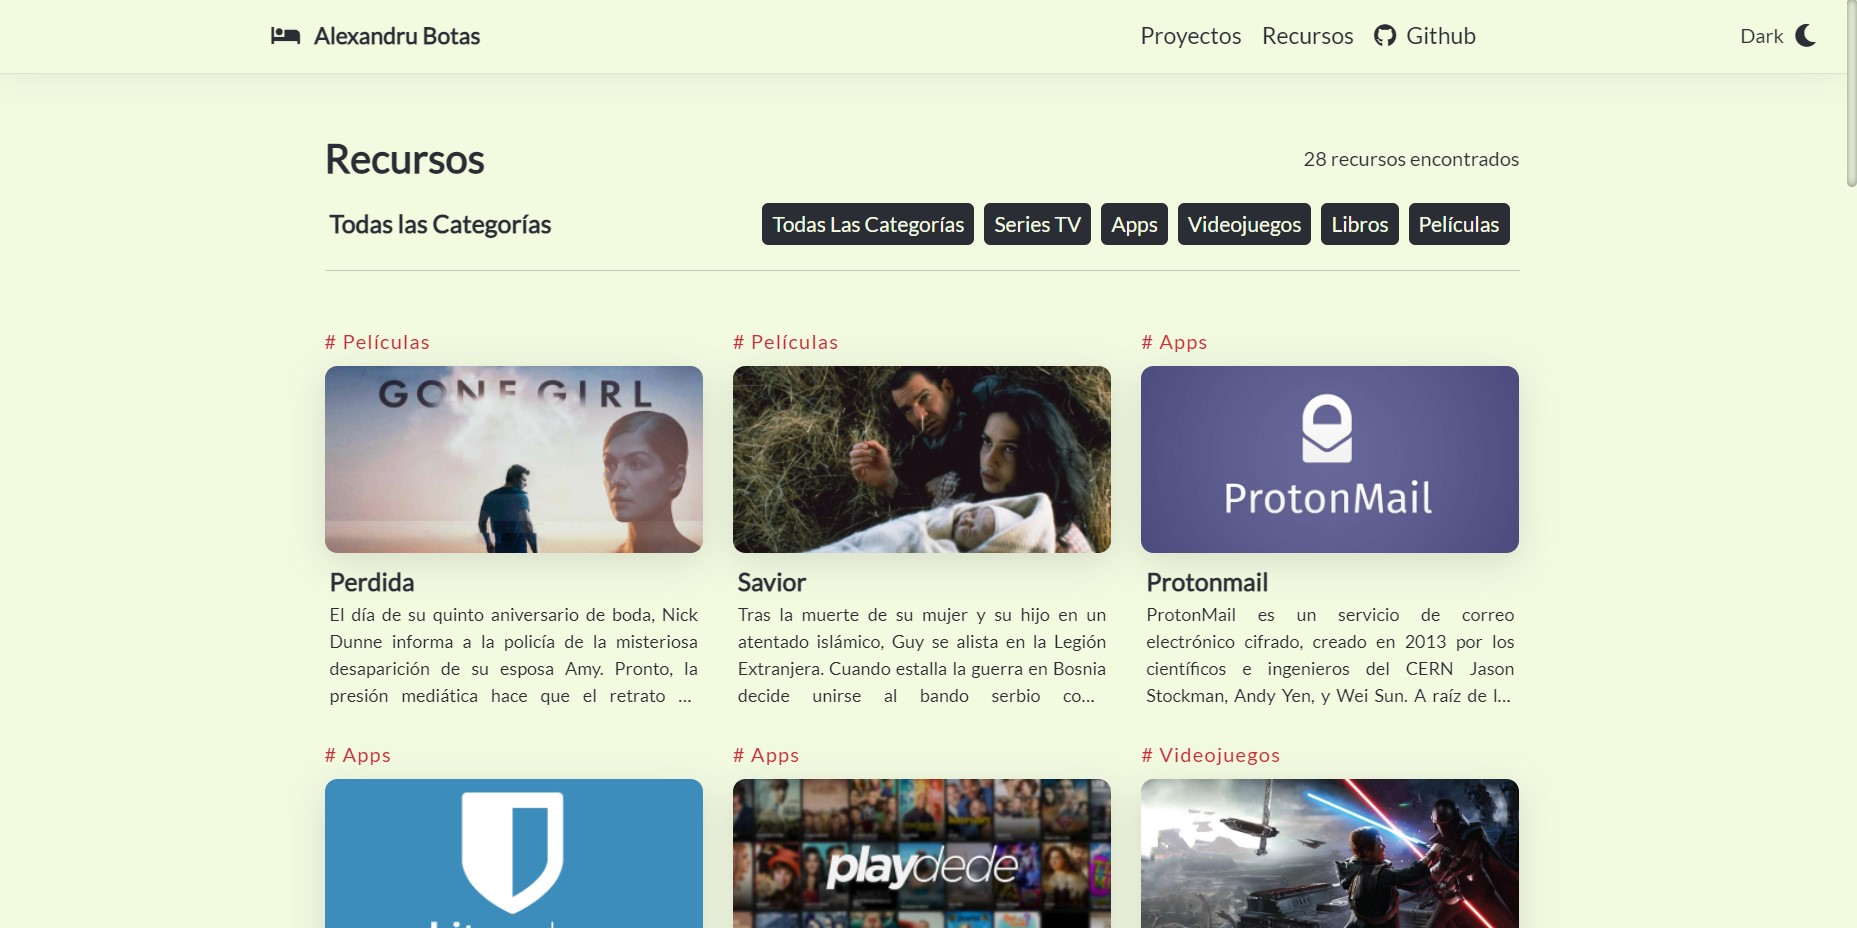 Alexandru Botas
Proyectos Recursos Github
Dark
Recursos
28 recursos encontrados
Todas las Categorías
Todas Las Categorías Series TV Apps Videojuegos Libros Películas
# Películas
GONE GIRL
Perdida
El día de su quinto aniversario de boda, Nick
Dunne informa a la policía de la misteriosa
desaparición de su esposa Amy. Pronto, la
presión mediática hace que el retrato ...
# Películas
Savior
Tras la muerte de su mujer y su hijo en un
atentado islámico, Guy se alista en la Legión
Extranjera. Cuando estalla la guerra en Bosnia
decide unirse al bando serbio co...
# Apps
ProtonMail
Protonmail
ProtonMail es un servicio de correo
electrónico cifrado, creado en 2013 por los
científicos e ingenieros del CERN Jason
Stockman, Andy Yen, y Wei Sun. A raíz de l...
# Apps
# Apps
playdede
# Videojuegos